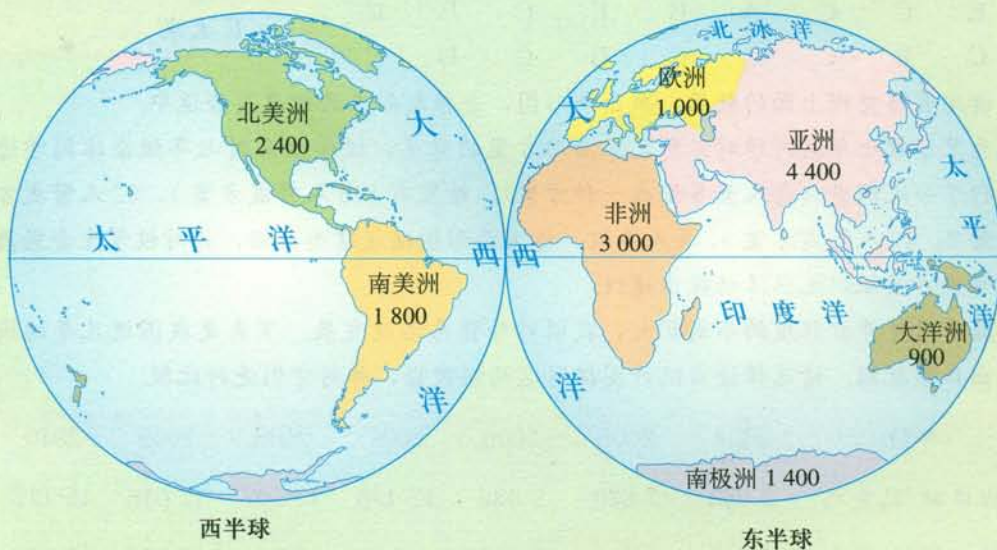 北美洲
2 400
大
太平洋
西
南美洲
1 800
洋
西半球
北冰洋
欧洲
1 000
大
亚洲
4 400
太
非洲
3 000
平
西
印度洋
洋
大洋洲
900
洋
南极洲 1 400
东半球